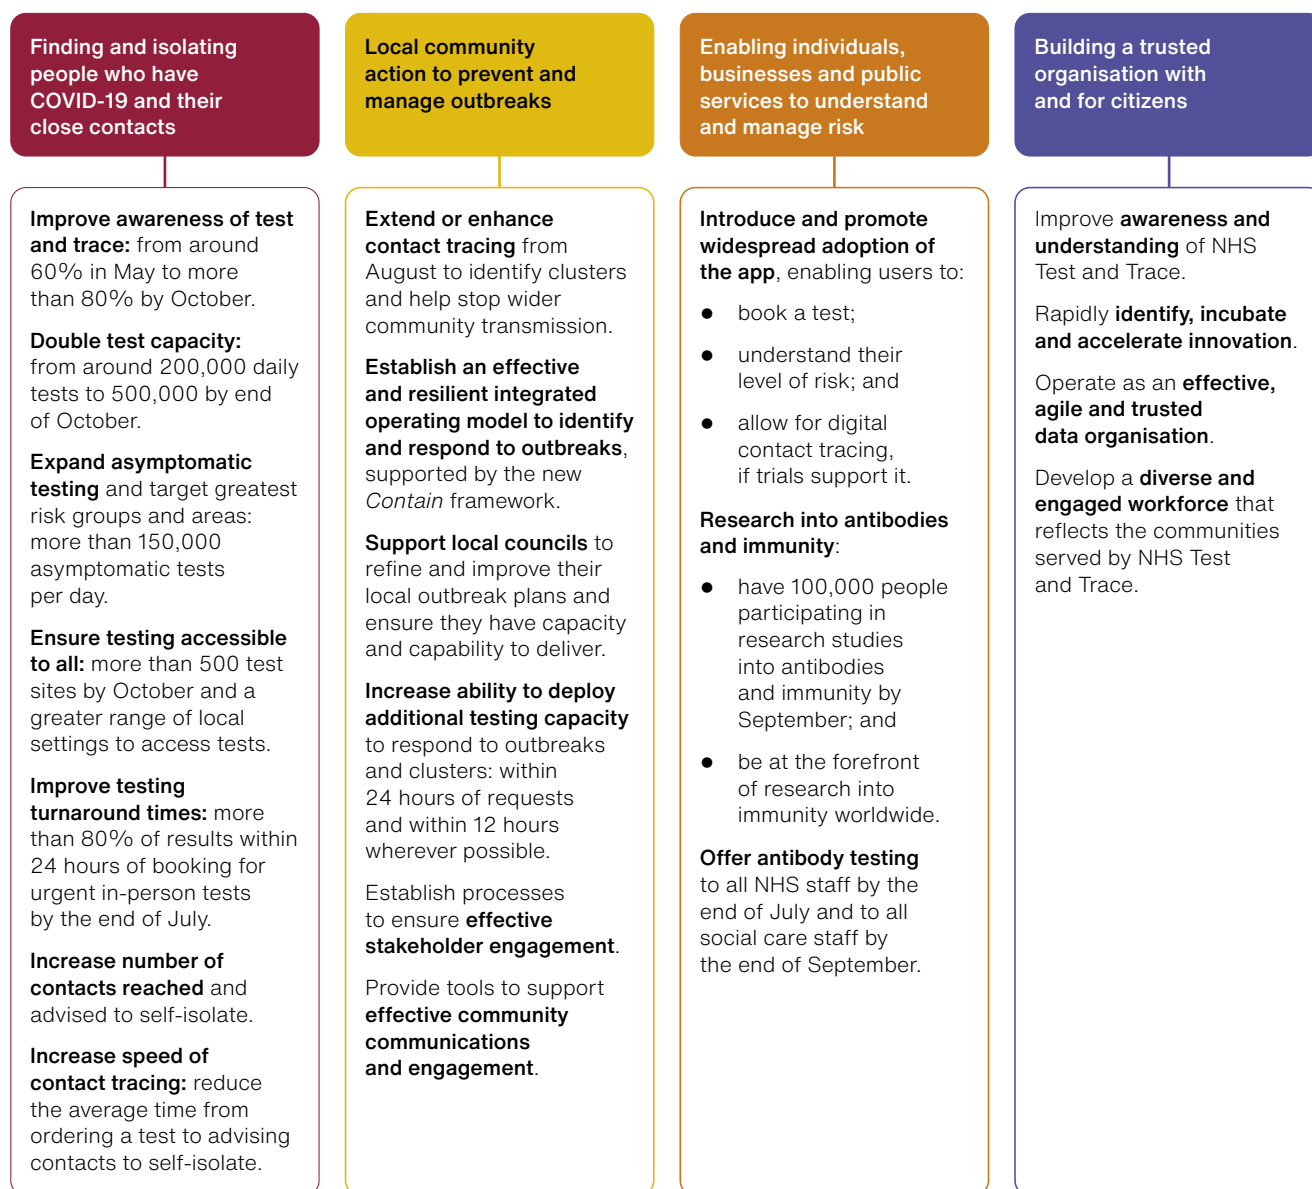 Finding and isolating
people who have
COVID-19 and their
close contacts
Improve awareness of test
and trace: from around
60% in May to more
than 80% by October.
Double test capacity:
from around 200,000 daily
tests to 500,000 by end
of October.
Expand asymptomatic
testing and target greatest
risk groups and areas:
more than 150,000
asymptomatic tests
per day.
Ensure testing accessible
to all: more than 500 test
sites by October and a
greater range of local
settings to access tests.
Improve testing
turnaround times: more
than 80% of results within
24 hours of booking for
urgent in-person tests
by the end of July.
Increase number of
contacts reached and
advised to self-isolate.
Increase speed of
contact tracing: reduce
the average time from
ordering a test to advising
contacts to self-isolate.
Local community
action to prevent and
manage outbreaks
Extend or enhance
contact tracing from
August to identify clusters
and help stop wider
community transmission.
Establish an effective
and resilient integrated
operating model to identify
and respond to outbreaks,
supported by the new
Contain framework.
Support local councils to
refine and improve their
local outbreak plans and
ensure they have capacity
and capability to deliver.
Increase ability to deploy
additional testing capacity
to respond to outbreaks
and clusters: within
24 hours of requests
and within 12 hours
wherever possible.
Establish processes
to ensure effective
stakeholder engagement.
Provide tools to support
effective community
communications
and engagement.
Enabling individuals,
businesses and public
services to understand
and manage risk
Introduce and promote
widespread adoption of
the app, enabling users to:
● book a test;
● understand their
level of risk; and
● allow for digital
contact tracing,
if trials support it.
Research into antibodies
and immunity:
● have 100,000 people
participating in
research studies
into antibodies
and immunity by
September; and
● be at the forefront
of research into
immunity worldwide.
Offer antibody testing
to all NHS staff by the
end of July and to all
social care staff by
the end of September.
Building a trusted
organisation with
and for citizens
Improve awareness and
understanding of NHS
Test and Trace.
Rapidly identify, incubate
and accelerate innovation.
Operate as an effective,
agile and trusted
data organisation.
Develop a diverse and
engaged workforce that
reflects the communities
served by NHS Test
and Trace.